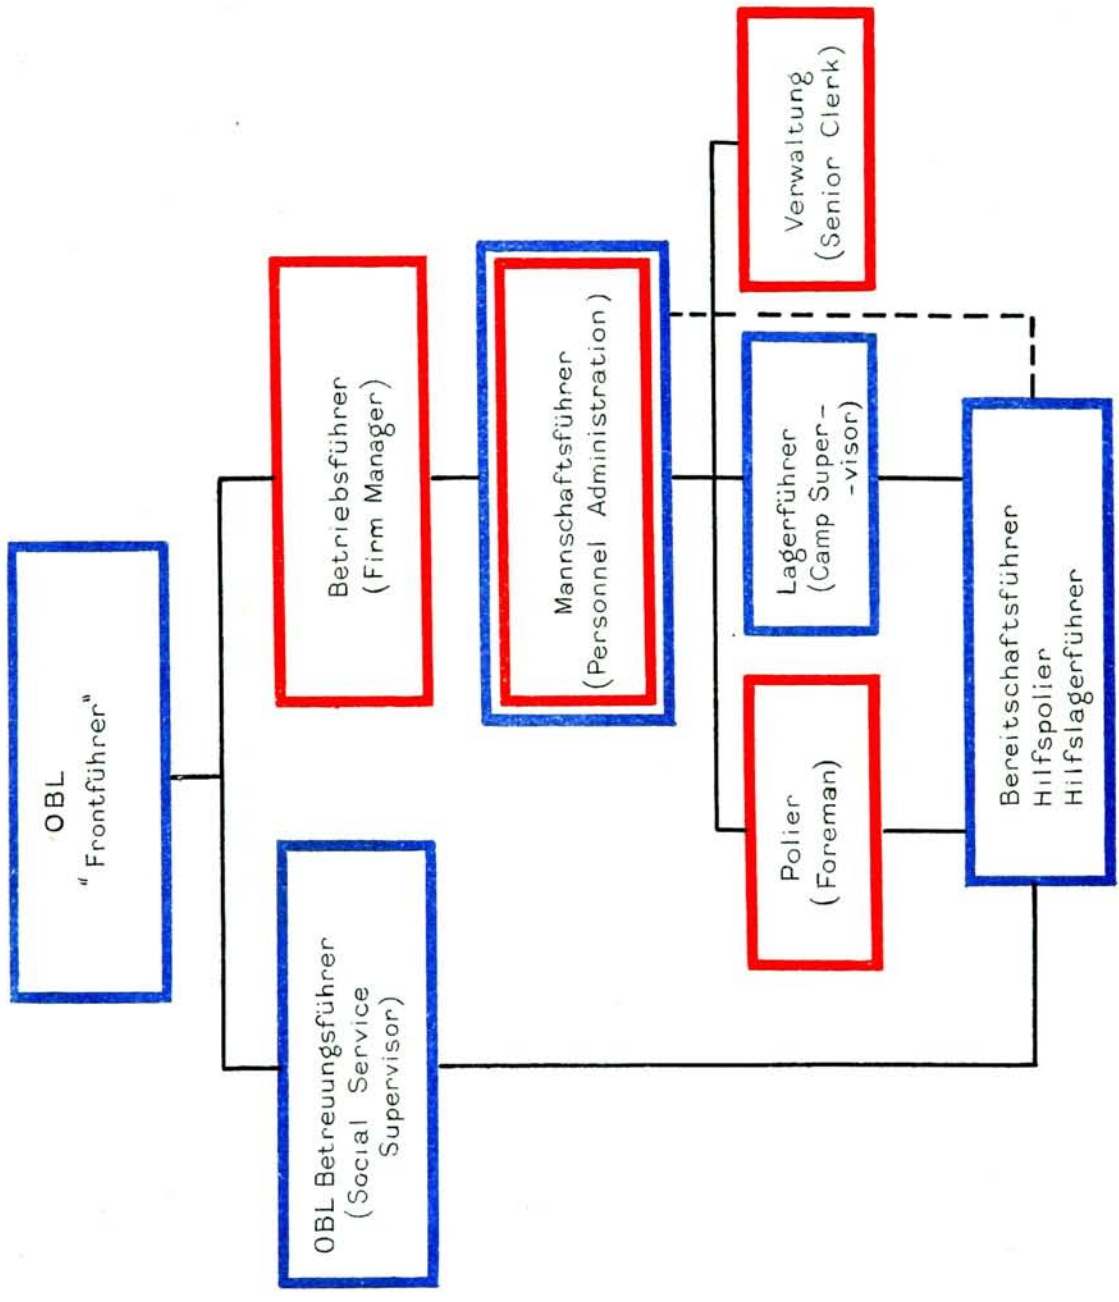 OBL
“Frontführer”
OBL Betreuungsführer
(Social Service
Supervisor)
Betriebsführer
(Firm Manager)
Mannschaftsführer
(Personnel Administration)
Polier
(Foreman)
Lagerführer
(Camp Super-
-visor)
Verwaltung
(Senior Clerk)
Bereitschaftsführer
Hilfspolier
Hilfslagerführer